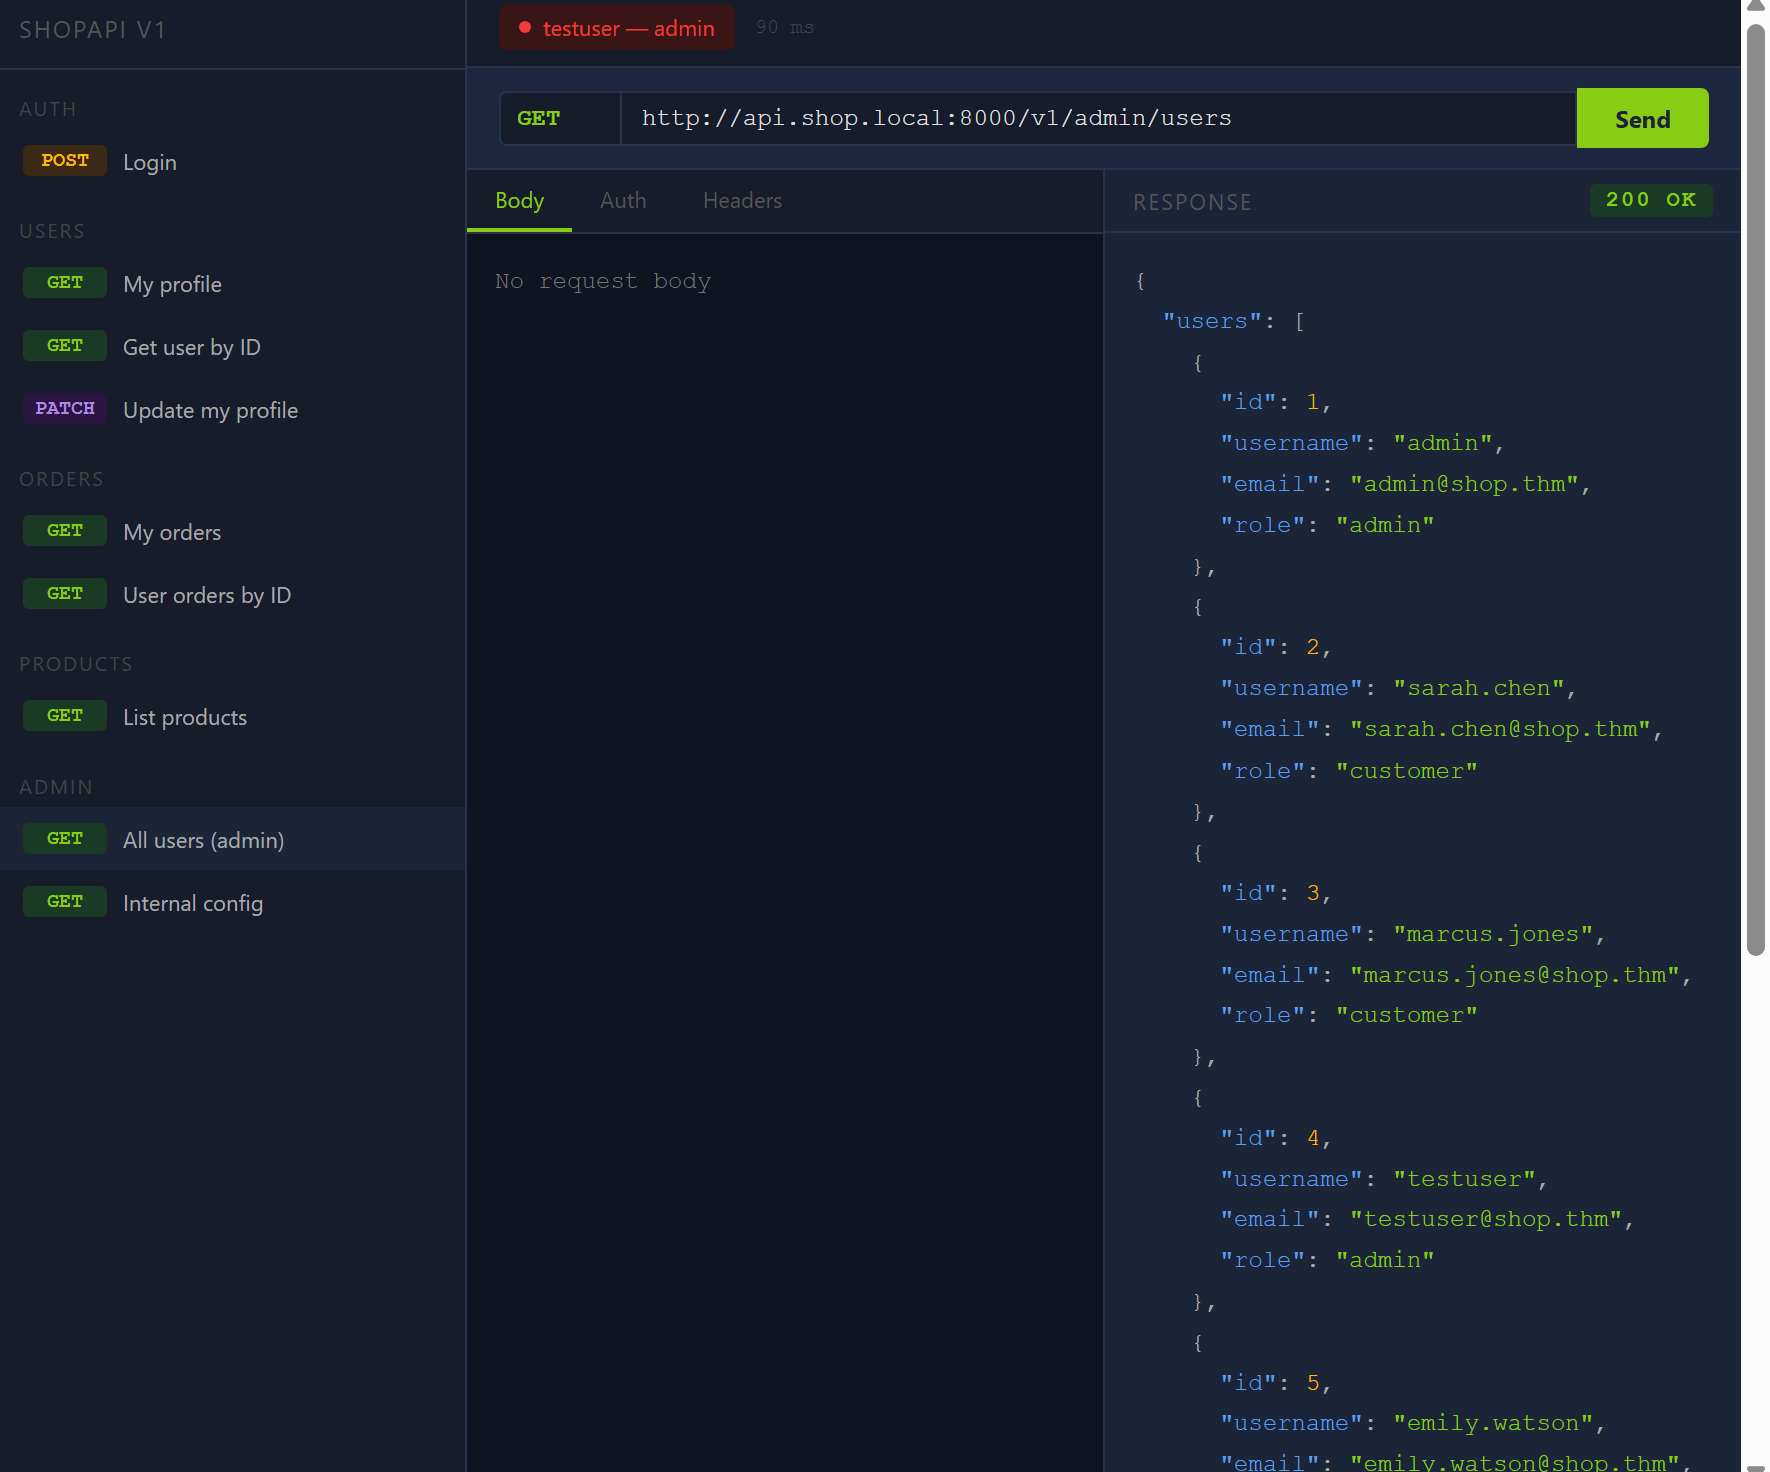 SHOPAPI V1
AUTH
POST Login
USERS
GET My profile
GET Get user by ID
PATCH Update my profile
ORDERS
GET My orders
GET User orders by ID
PRODUCTS
GET List products
ADMIN
GET All users (admin)
GET Internal config
testuser — admin 90 ms
GET http://api.shop.local:8000/v1/admin/users Send
Body Auth Headers
No request body
RESPONSE 200 OK
{
"users": [
{
"id": 1,
"username": "admin",
"email": "admin@shop.thm",
"role": "admin"
},
{
"id": 2,
"username": "sarah.chen",
"email": "sarah.chen@shop.thm",
"role": "customer"
},
{
"id": 3,
"username": "marcus.jones",
"email": "marcus.jones@shop.thm",
"role": "customer"
},
{
"id": 4,
"username": "testuser",
"email": "testuser@shop.thm",
"role": "admin"
},
{
"id": 5,
"username": "emily.watson",
"email": "emily.watson@shop.thm",